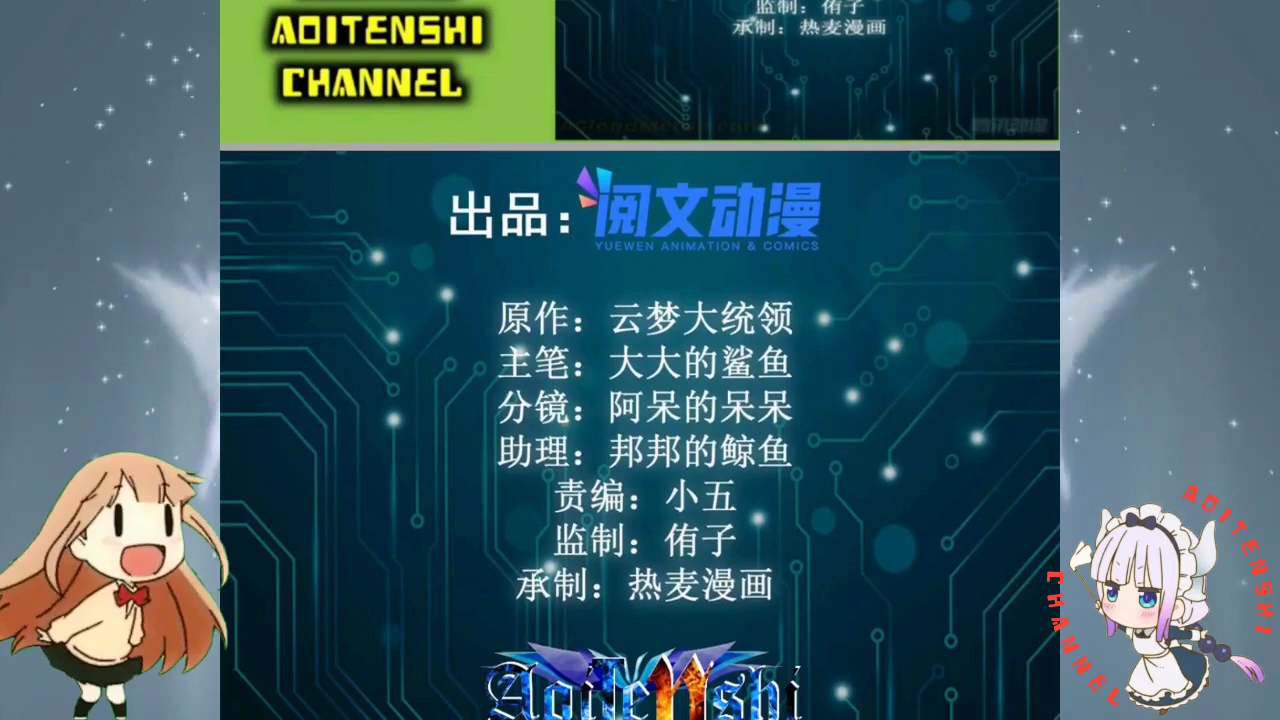 AOITENSHI
CHANNEL
监制：侑子
承制：热麦漫画
出品：阅文动漫
YUEWEN ANIMATION & COMICS
原作：云梦大统领
主笔：大大的鲨鱼
分镜：阿呆的呆呆
助理：邦邦的鲸鱼
责编：小五
监制：侑子
承制：热麦漫画
Aoitenshi
AOITENSHI
CHANNEL